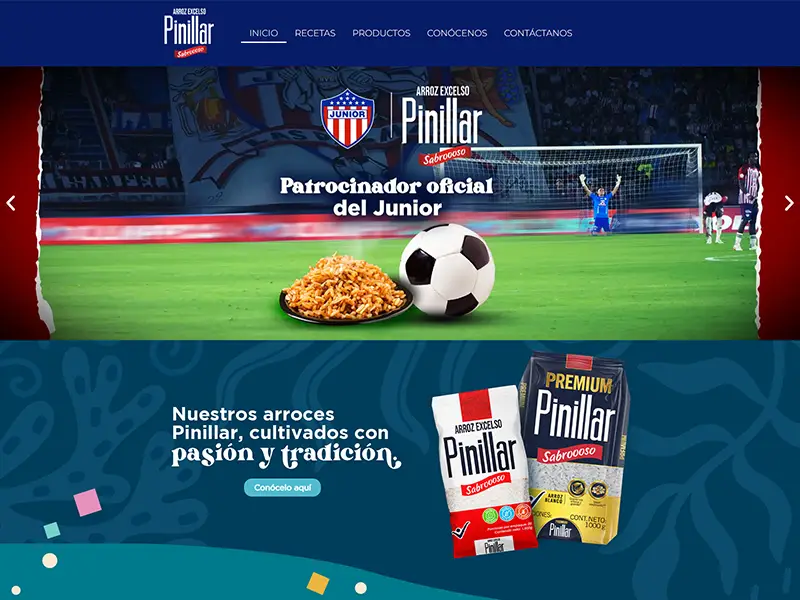 ARROZ EXCELSO
Pinillar
Sabroooso
INICIO
RECETAS
PRODUCTOS
CONÓCENOS
CONTÁCTANOS
JUNIOR
ARROZ EXCELSO
Pinillar
Sabroooso
Patrocinador oficial
del Junior
Nuestros arroces
Pinillar, cultivados con
pasión y tradición.
Conócelo aquí
ARROZ EXCELSO
Pinillar
Sabroooso
Pinillar
PREMIUM
Pinillar
Sabroooso
ARROZ
BLANCO
CONT.NETO:
1000 g
Pinillar